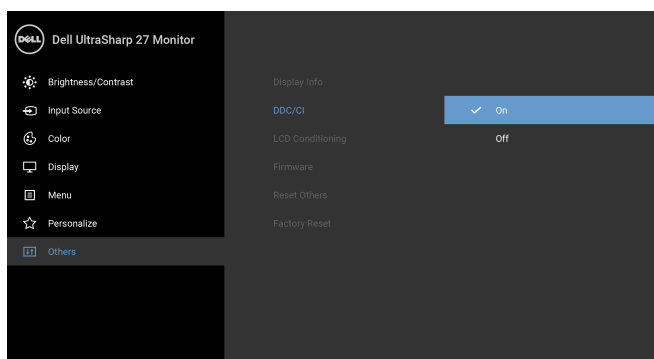 DELL Dell UltraSharp 27 Monitor
Brightness/Contrast
Input Source
Color
Display
Menu
Personalize
Others
Display Info
DDC/CI
LCD Conditioning
Firmware
Reset Others
Factory Reset
On
Off